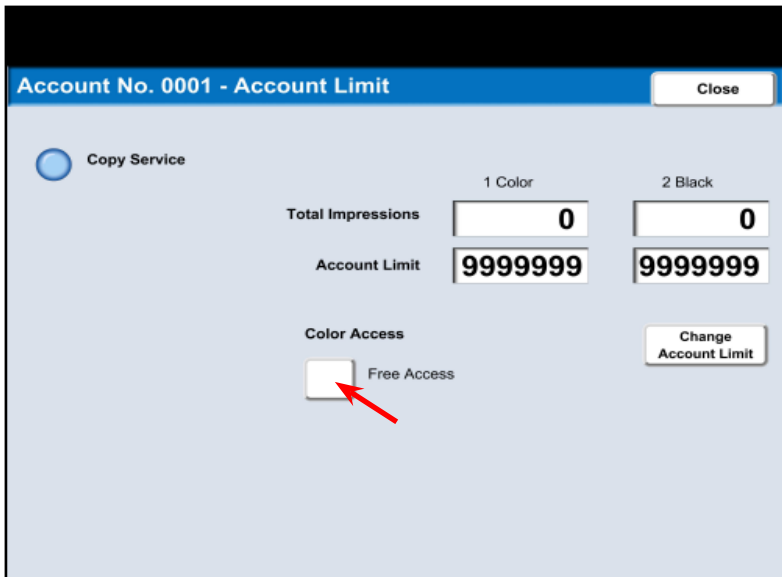 Account No. 0001 - Account Limit
Close
Copy Service
1 Color 2 Black
Total Impressions 0 0
Account Limit 9999999 9999999
Color Access
Change
Account Limit
Free Access